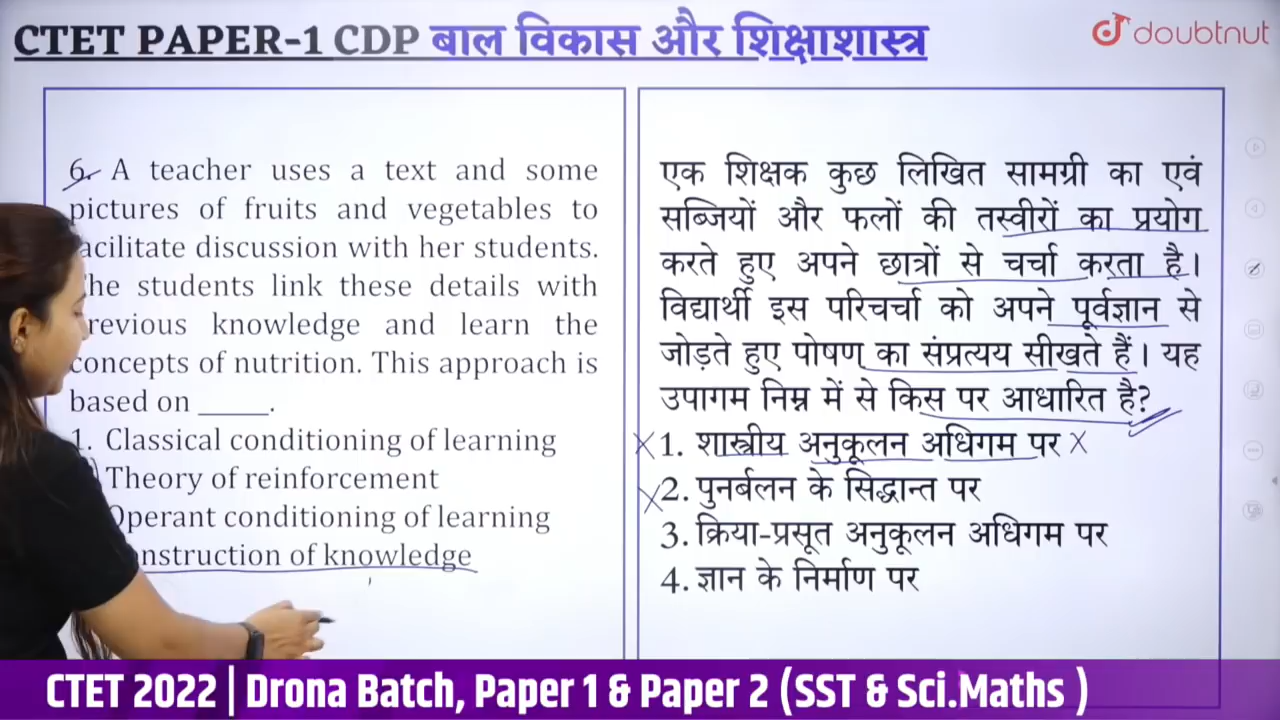 CTET PAPER-1 CDP बाल विकास और शिक्षाशास्त्र
doubtnut
6. A teacher uses a text and some
pictures of fruits and vegetables to
acilitate discussion with her students.
he students link these details with
revious knowledge and learn the
concepts of nutrition. This approach is
based on _____.
1. Classical conditioning of learning
Theory of reinforcement
Operant conditioning of learning
nstruction of knowledge
एक शिक्षक कुछ लिखित सामग्री का एवं
सब्जियों और फलों की तस्वीरों का प्रयोग
करते हुए अपने छात्रों से चर्चा करता है।
विद्यार्थी इस परिचर्चा को अपने पूर्वज्ञान से
जोड़ते हुए पोषण का संप्रत्यय सीखते हैं। यह
उपागम निम्न में से किस पर आधारित है?
1. शास्त्रीय अनुकूलन अधिगम पर
2. पुनर्बलन के सिद्धान्त पर
3. क्रिया-प्रसूत अनुकूलन अधिगम पर
4. ज्ञान के निर्माण पर
CTET 2022 | Drona Batch, Paper 1 & Paper 2 (SST & Sci.Maths )